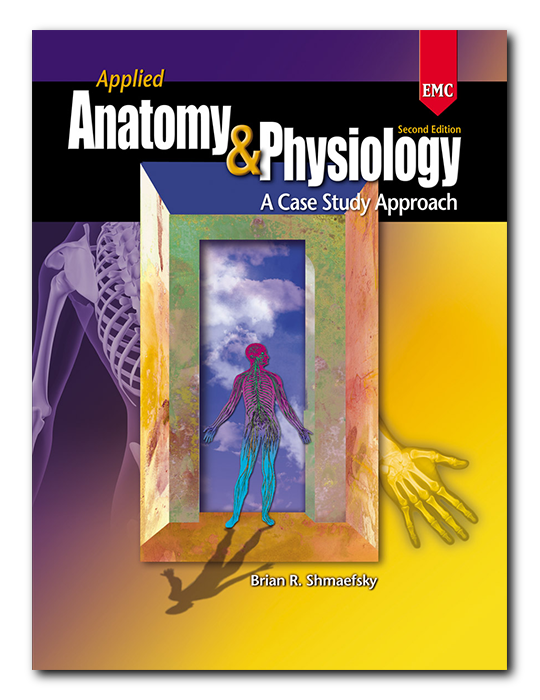 EMC
Applied
Anatomy & Physiology
Second Edition
A Case Study Approach
Brian R. Shmaefsky